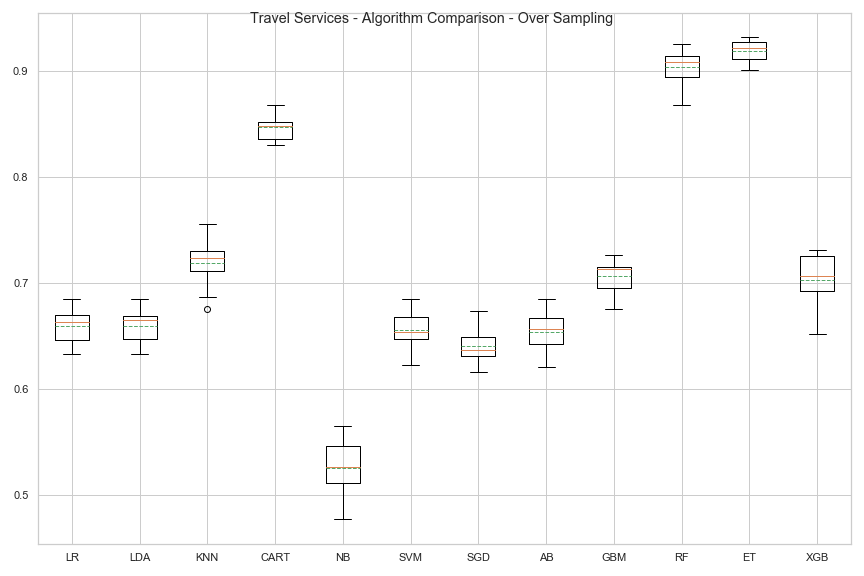 Travel Services - Algorithm Comparison - Over Sampling
0.9
0.8
0.7
0.6
0.5
LR LDA KNN CART NB SVM SGD AB GBM RF ET XGB